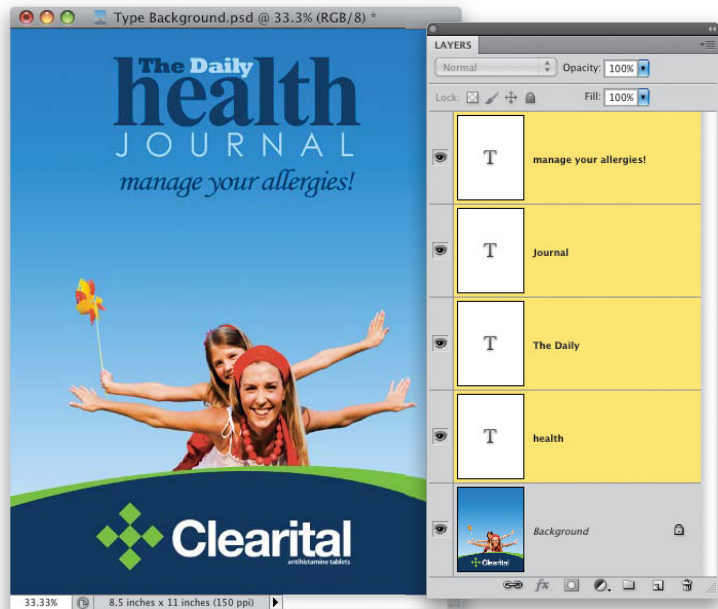 Type Background.psd @ 33.3% (RGB/8) *
The Daily
health
JOURNAL
manage your allergies!
Clearital
antihistamine tablets
33.33%
8.5 inches x 11 inches (150 ppi)
LAYERS
Normal
Opacity: 100%
Lock:
Fill: 100%
T
manage your allergies!
T
Journal
T
The Daily
T
health
Clearital
Background
fx